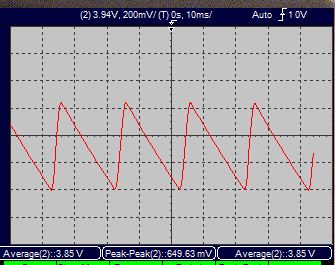 (2) 3.94V, 200mV/ (T) 0s, 10ms/ Auto 1 0V
Average(2)::3.85 V Peak-Peak(2)::649.63 mV Average(2)::3.85 V